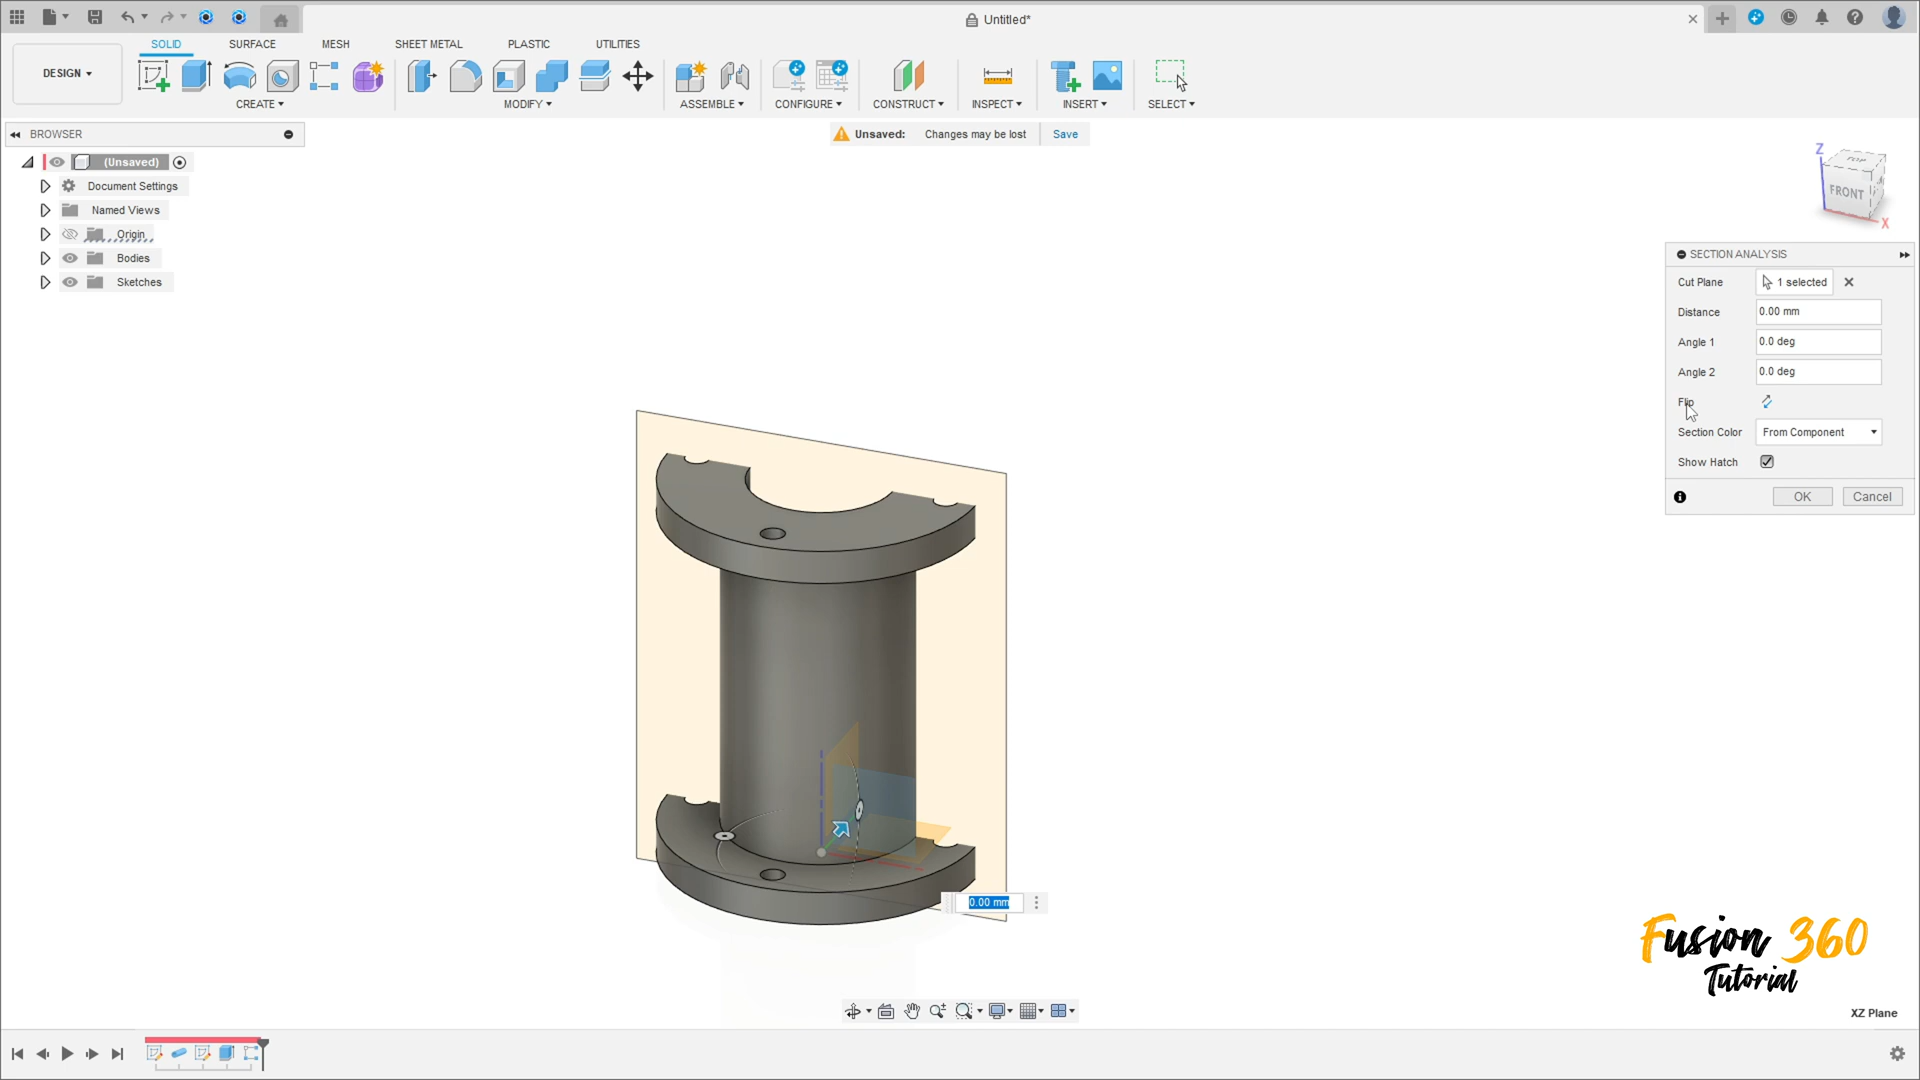 Untitled*
DESIGN
SOLID
SURFACE
MESH
SHEET METAL
PLASTIC
UTILITIES
CREATE
MODIFY
ASSEMBLE
CONFIGURE
CONSTRUCT
INSPECT
INSERT
SELECT
BROWSER
Unsaved: Changes may be lost Save
(Unsaved)
Document Settings
Named Views
Origin
Bodies
Sketches
Z
TOP
FRONT
X
SECTION ANALYSIS
Cut Plane 1 selected
Distance 0.00 mm
Angle 1 0.0 deg
Angle 2 0.0 deg
Flip
Section Color From Component
Show Hatch
OK Cancel
0.00 mm
Fusion 360
Tutorial
XZ Plane